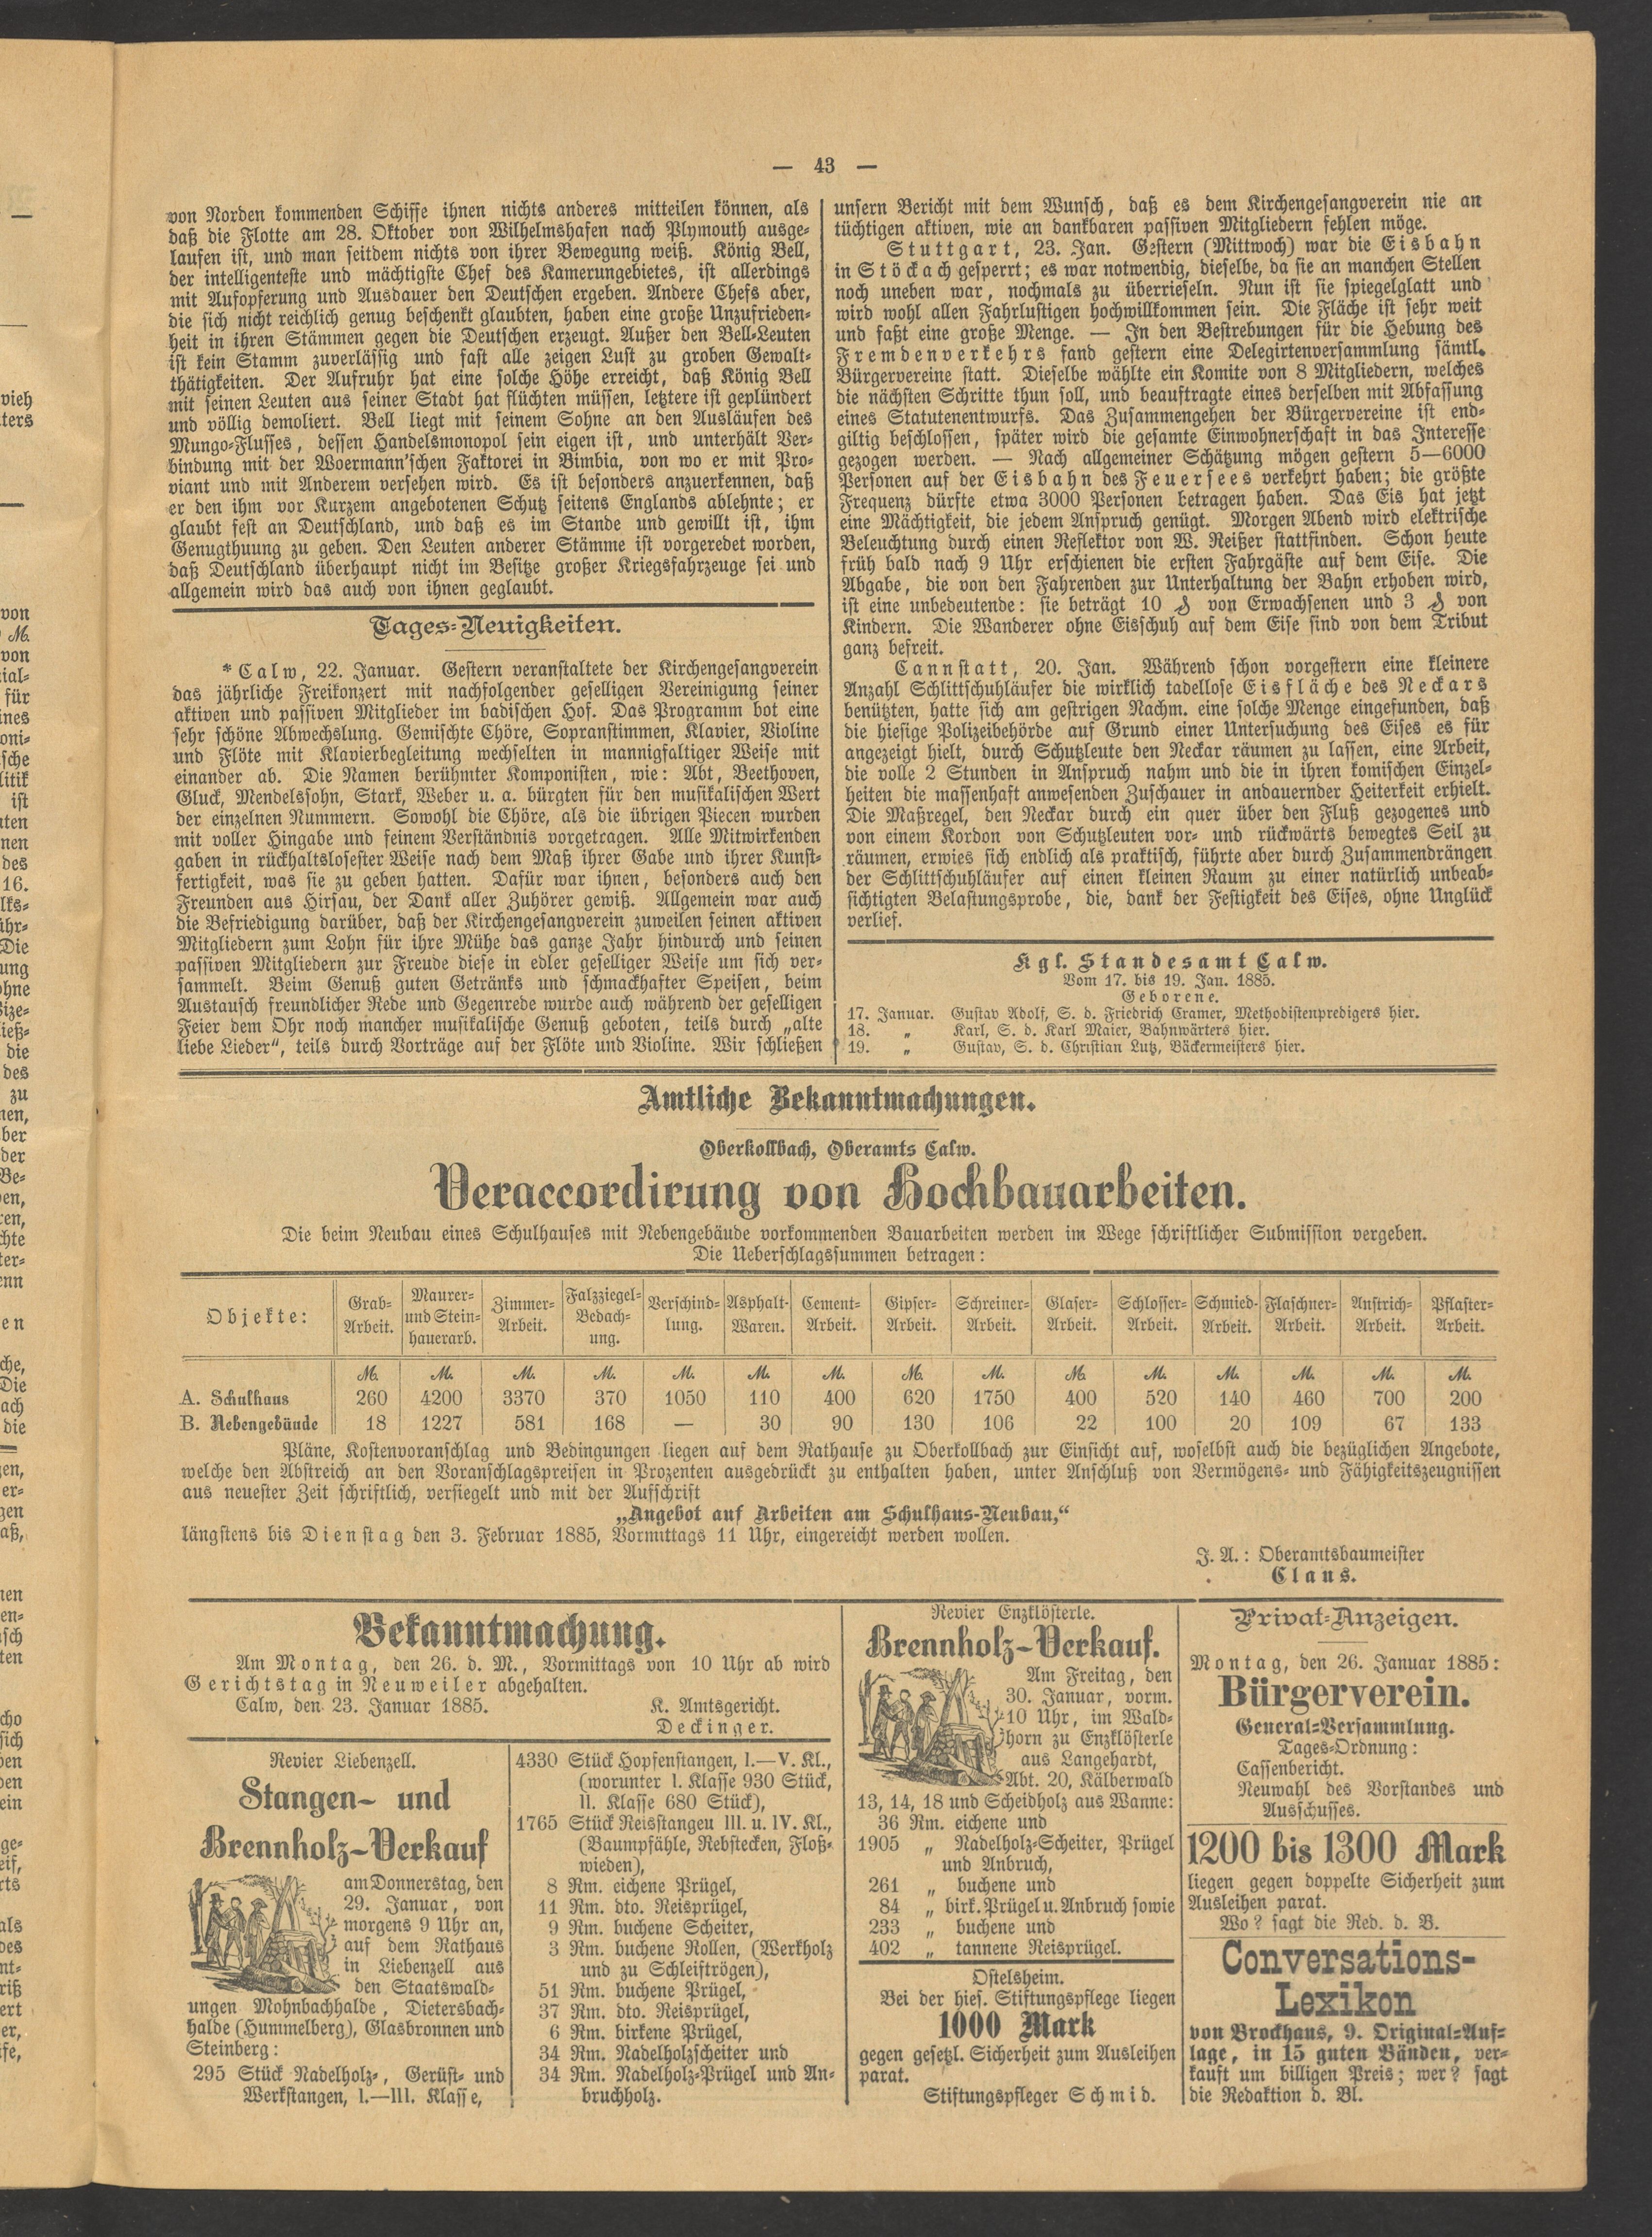 — 43 —
von Norden kommenden Schiffe ihnen nichts anderes mitteilen können, als
daß die Flotte am 28. Oktober von Wilhelmshafen nach Plymouth ausge-
laufen ist, und man seitdem nichts von ihrer Bewegung weiß. König Bell,
der intelligenteste und mächtigste Chef des Kamerungebietes, ist allerdings
mit Aufopferung und Ausdauer den Deutschen ergeben. Andere Chefs aber,
die sich nicht reichlich genug beschenkt glaubten, haben eine große Unzufrieden-
heit in ihren Stämmen gegen die Deutschen erzeugt. Außer den Bell-Leuten
ist kein Stamm zuverlässig und fast alle zeigen Lust zu groben Gewalt-
thätigkeiten. Der Aufruhr hat eine solche Höhe erreicht, daß König Bell
mit seinen Leuten aus seiner Stadt hat flüchten müssen, letztere ist geplündert
und völlig demoliert. Bell liegt mit seinem Sohne an den Ausläufen des
Mungo-Flusses, dessen Handelsmonopol sein eigen ist, und unterhält Ver-
bindung mit der Woermann'schen Faktorei in Bimbia, von wo er mit Pro-
viant und mit Anderem versehen wird. Es ist besonders anzuerkennen, daß
er den ihm vor Kurzem angebotenen Schutz seitens Englands ablehnte; er
glaubt fest an Deutschland, und daß es im Stande und gewillt ist, ihm
Genugthuung zu geben. Den Leuten anderer Stämme ist vorgeredet worden,
daß Deutschland überhaupt nicht im Besitze großer Kriegsfahrzeuge sei und
allgemein wird das auch von ihnen geglaubt.
Tages-Neuigkeiten.
* Calw, 22. Januar. Gestern veranstaltete der Kirchengesangverein
das jährliche Freikonzert mit nachfolgender geselligen Vereinigung seiner
aktiven und passiven Mitglieder im badischen Hof. Das Programm bot eine
sehr schöne Abwechslung. Gemischte Chöre, Sopranstimmen, Klavier, Violine
und Flöte mit Klavierbegleitung wechselten in mannigfaltiger Weise mit
einander ab. Die Namen berühmter Komponisten, wie: Abt, Beethoven,
Gluck, Mendelssohn, Stark, Weber u. a. bürgten für den musikalischen Wert
der einzelnen Nummern. Sowohl die Chöre, als die übrigen Piecen wurden
mit voller Hingabe und feinem Verständnis vorgetragen. Alle Mitwirkenden
gaben in rückhaltslosester Weise nach dem Maß ihrer Gabe und ihrer Kunst-
fertigkeit, was sie zu geben hatten. Dafür war ihnen, besonders auch den
Freunden aus Hirsau, der Dank aller Zuhörer gewiß. Allgemein war auch
die Befriedigung darüber, daß der Kirchengesangverein zuweilen seinen aktiven
Mitgliedern zum Lohn für ihre Mühe das ganze Jahr hindurch und seinen
passiven Mitgliedern zur Freude diese in edler geselliger Weise um sich ver-
sammelt. Beim Genuß guten Getränks und schmackhafter Speisen, beim
Austausch freundlicher Rede und Gegenrede wurde auch während der geselligen
Feier dem Ohr noch mancher musikalische Genuß geboten, teils durch „alte
liebe Lieder“, teils durch Vorträge auf der Flöte und Violine. Wir schließen
unsern Bericht mit dem Wunsch, daß es dem Kirchengesangverein nie an
tüchtigen aktiven, wie an dankbaren passiven Mitgliedern fehlen möge.
Stuttgart, 23. Jan. Gestern (Mittwoch) war die Eisbahn
in Stöckach gesperrt; es war notwendig, dieselbe, da sie an manchen Stellen
noch uneben war, nochmals zu überrieseln. Nun ist sie spiegelglatt und
wird wohl allen Fahrlustigen hochwillkommen sein. Die Fläche ist sehr weit
und faßt eine große Menge. — In den Bestrebungen für die Hebung des
Fremdenverkehrs fand gestern eine Delegirtenversammlung sämtl.
Bürgervereine statt. Dieselbe wählte ein Komite von 8 Mitgliedern, welches
die nächsten Schritte thun soll, und beauftragte eines derselben mit Abfassung
eines Statutenentwurfs. Das Zusammengehen der Bürgervereine ist end-
giltig beschlossen, später wird die gesamte Einwohnerschaft in das Interesse
gezogen werden. — Nach allgemeiner Schätzung mögen gestern 5—6000
Personen auf der Eisbahn des Feuersees verkehrt haben; die größte
Frequenz dürfte etwa 3000 Personen betragen haben. Das Eis hat jetzt
eine Mächtigkeit, die jedem Anspruch genügt. Morgen Abend wird elektrische
Beleuchtung durch einen Reflektor von W. Reißer stattfinden. Schon heute
früh bald nach 9 Uhr erschienen die ersten Fahrgäste auf dem Eise. Die
Abgabe, die von den Fahrenden zur Unterhaltung der Bahn erhoben wird,
ist eine unbedeutende: sie beträgt 10 ₰ von Erwachsenen und 3 ₰ von
Kindern. Die Wanderer ohne Eisschuh auf dem Eise sind von dem Tribut
ganz befreit.
Cannstatt, 20. Jan. Während schon vorgestern eine kleinere
Anzahl Schlittschuhläufer die wirklich tadellose Eisfläche des Neckars
benützten, hatte sich am gestrigen Nachm. eine solche Menge eingefunden, daß
die hiesige Polizeibehörde auf Grund einer Untersuchung des Eises es für
angezeigt hielt, durch Schutzleute den Neckar räumen zu lassen, eine Arbeit,
die volle 2 Stunden in Anspruch nahm und die in ihren komischen Einzel-
heiten die massenhaft anwesenden Zuschauer in andauernder Heiterkeit erhielt.
Die Maßregel, den Neckar durch ein quer über den Fluß gezogenes und
von einem Kordon von Schutzleuten vor- und rückwärts bewegtes Seil zu
räumen, erwies sich endlich als praktisch, führte aber durch Zusammendrängen
der Schlittschuhläufer auf einen kleinen Raum zu einer natürlich unbeab-
sichtigten Belastungsprobe, die, dank der Festigkeit des Eises, ohne Unglück
verlief.
Kgl. Standesamt Calw.
Vom 17. bis 19. Jan. 1885.
Geborene.
17. Januar. Gustav Adolf, S. d. Friedrich Cramer, Methodistenpredigers hier.
18. „ Karl, S. d. Karl Maier, Bahnwärters hier.
19. „ Gustav, S. d. Christian Lutz, Bäckermeisters hier.
Amtliche Bekanntmachungen.
Oberkollbach, Oberamts Calw.
Veraccordirung von Hochbauarbeiten.
Die beim Neubau eines Schulhauses mit Nebengebäude vorkommenden Bauarbeiten werden im Wege schriftlicher Submission vergeben.
Die Ueberschlagssummen betragen:
Objekte: Grab-Arbeit. Maurer- und Stein-hauerarb. Zimmer-Arbeit. Falzziegel-Bedach-ung. Verschind-lung. Asphalt-Waren. Cement-Arbeit. Gipser-Arbeit. Schreiner-Arbeit. Glaser-Arbeit. Schlosser-Arbeit. Schmied-Arbeit. Flaschner-Arbeit. Anstrich-Arbeit. Pflaster-Arbeit.
M. M. M. M. M. M. M. M. M. M. M. M. M. M. M.
A. Schulhaus 260 4200 3370 370 1050 110 400 620 1750 400 520 140 460 700 200
B. Nebengebäude 18 1227 581 168 — 30 90 130 106 22 100 20 109 67 133
Pläne, Kostenvoranschlag und Bedingungen liegen auf dem Rathause zu Oberkollbach zur Einsicht auf, woselbst auch die bezüglichen Angebote,
welche den Abstreich an den Voranschlagspreisen in Prozenten ausgedrückt zu enthalten haben, unter Anschluß von Vermögens- und Fähigkeitszeugnissen
aus neuester Zeit schriftlich, versiegelt und mit der Aufschrift
„Angebot auf Arbeiten am Schulhaus-Neubau,“
längstens bis Dienstag den 3. Februar 1885, Vormittags 11 Uhr, eingereicht werden wollen.
J. A.: Oberamtsbaumeister
Claus.
Bekanntmachung.
Am Montag, den 26. d. M., Vormittags von 10 Uhr ab wird
Gerichtstag in Neuweiler abgehalten.
Calw, den 23. Januar 1885. K. Amtsgericht.
Deckinger.
Revier Liebenzell.
Stangen- und
Brennholz-Verkauf
am Donnerstag, den
29. Januar, von
morgens 9 Uhr an,
auf dem Rathaus
in Liebenzell aus
den Staatswald-
ungen Mohnbachhalde, Dietersbach-
halde (Hummelberg), Glasbronnen und
Steinberg:
295 Stück Nadelholz-, Gerüst- und
Werkstangen, I.—III. Klasse,
4330 Stück Hopfenstangen, I.—V. Kl.,
(worunter I. Klasse 930 Stück,
II. Klasse 680 Stück),
1765 Stück Reisstangeu III. u. IV. Kl.,
(Baumpfähle, Rebstecken, Floß-
wieden),
8 Rm. eichene Prügel,
11 Rm. dto. Reisprügel,
9 Rm. buchene Scheiter,
3 Rm. buchene Rollen, (Werkholz
und zu Schleiftrögen),
51 Rm. buchene Prügel,
37 Rm. dto. Reisprügel,
6 Rm. birkene Prügel,
34 Rm. Nadelholzscheiter und
34 Rm. Nadelholz-Prügel und An-
bruchholz.
Revier Enzklösterle.
Brennholz-Verkauf.
Am Freitag, den
30. Januar, vorm.
10 Uhr, im Wald-
horn zu Enzklösterle
aus Langehardt,
Abt. 20, Kälberwald
13, 14, 18 und Scheidholz aus Wanne:
36 Rm. eichene und
1905 „ Nadelholz-Scheiter, Prügel
und Anbruch,
261 „ buchene und
84 „ birk. Prügel u. Anbruch sowie
233 „ buchene und
402 „ tannene Reisprügel.
Ostelsheim.
Bei der hies. Stiftungspflege liegen
1000 Mark
gegen gesetzl. Sicherheit zum Ausleihen
parat.
Stiftungspfleger Schmid.
Privat-Anzeigen.
Montag, den 26. Januar 1885:
Bürgerverein.
General-Versammlung.
Tages-Ordnung:
Cassenbericht.
Neuwahl des Vorstandes und
Ausschusses.
1200 bis 1300 Mark
liegen gegen doppelte Sicherheit zum
Ausleihen parat.
Wo? sagt die Red. d. B.
Conversations-
Lexikon
von Brockhaus, 9. Original-Auf-
lage, in 15 guten Bänden, ver-
kauft um billigen Preis; wer? sagt
die Redaktion d. Bl.